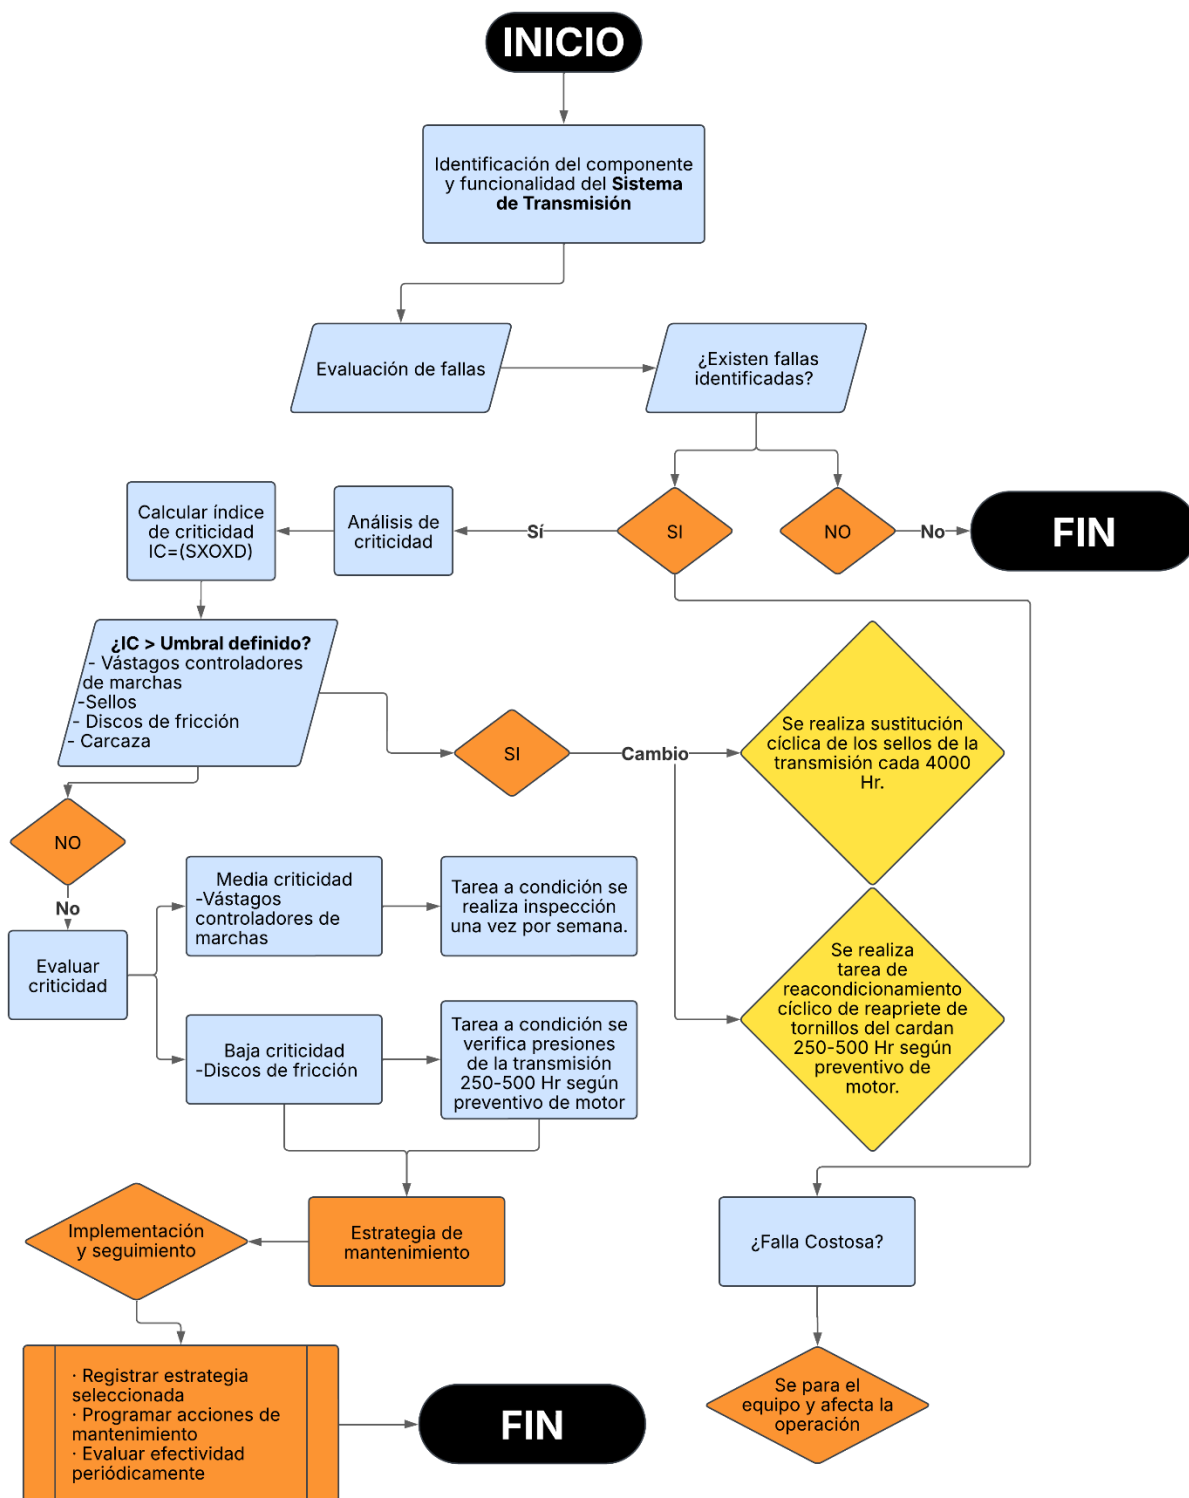 INICIO
Identificación del componente
y funcionalidad del Sistema
de Transmisión
Evaluación de fallas
¿Existen fallas
identificadas?
Calcular índice
de criticidad
IC=(SXOXD)
Análisis de
criticidad
Sí
SI
NO
No
FIN
¿IC > Umbral definido?
- Vástagos controladores
de marchas
-Sellos
- Discos de fricción
- Carcaza
SI
Cambio
Se realiza sustitución
cíclica de los sellos de la
transmisión cada 4000
Hr.
NO
No
Evaluar
criticidad
Media criticidad
-Vástagos
controladores de
marchas
Tarea a condición se
realiza inspección
una vez por semana.
Se realiza
tarea de
reacondicionamiento
cíclico de reapriete de
tornillos del cardan
250-500 Hr según
preventivo de
motor.
Baja criticidad
-Discos de fricción
Tarea a condición se
verifica presiones
de la transmisión
250-500 Hr según
preventivo de motor
Implementación
y seguimiento
Estrategia de
mantenimiento
¿Falla Costosa?
· Registrar estrategia
seleccionada
· Programar acciones de
mantenimiento
· Evaluar efectividad
periódicamente
FIN
Se para el
equipo y afecta la
operación